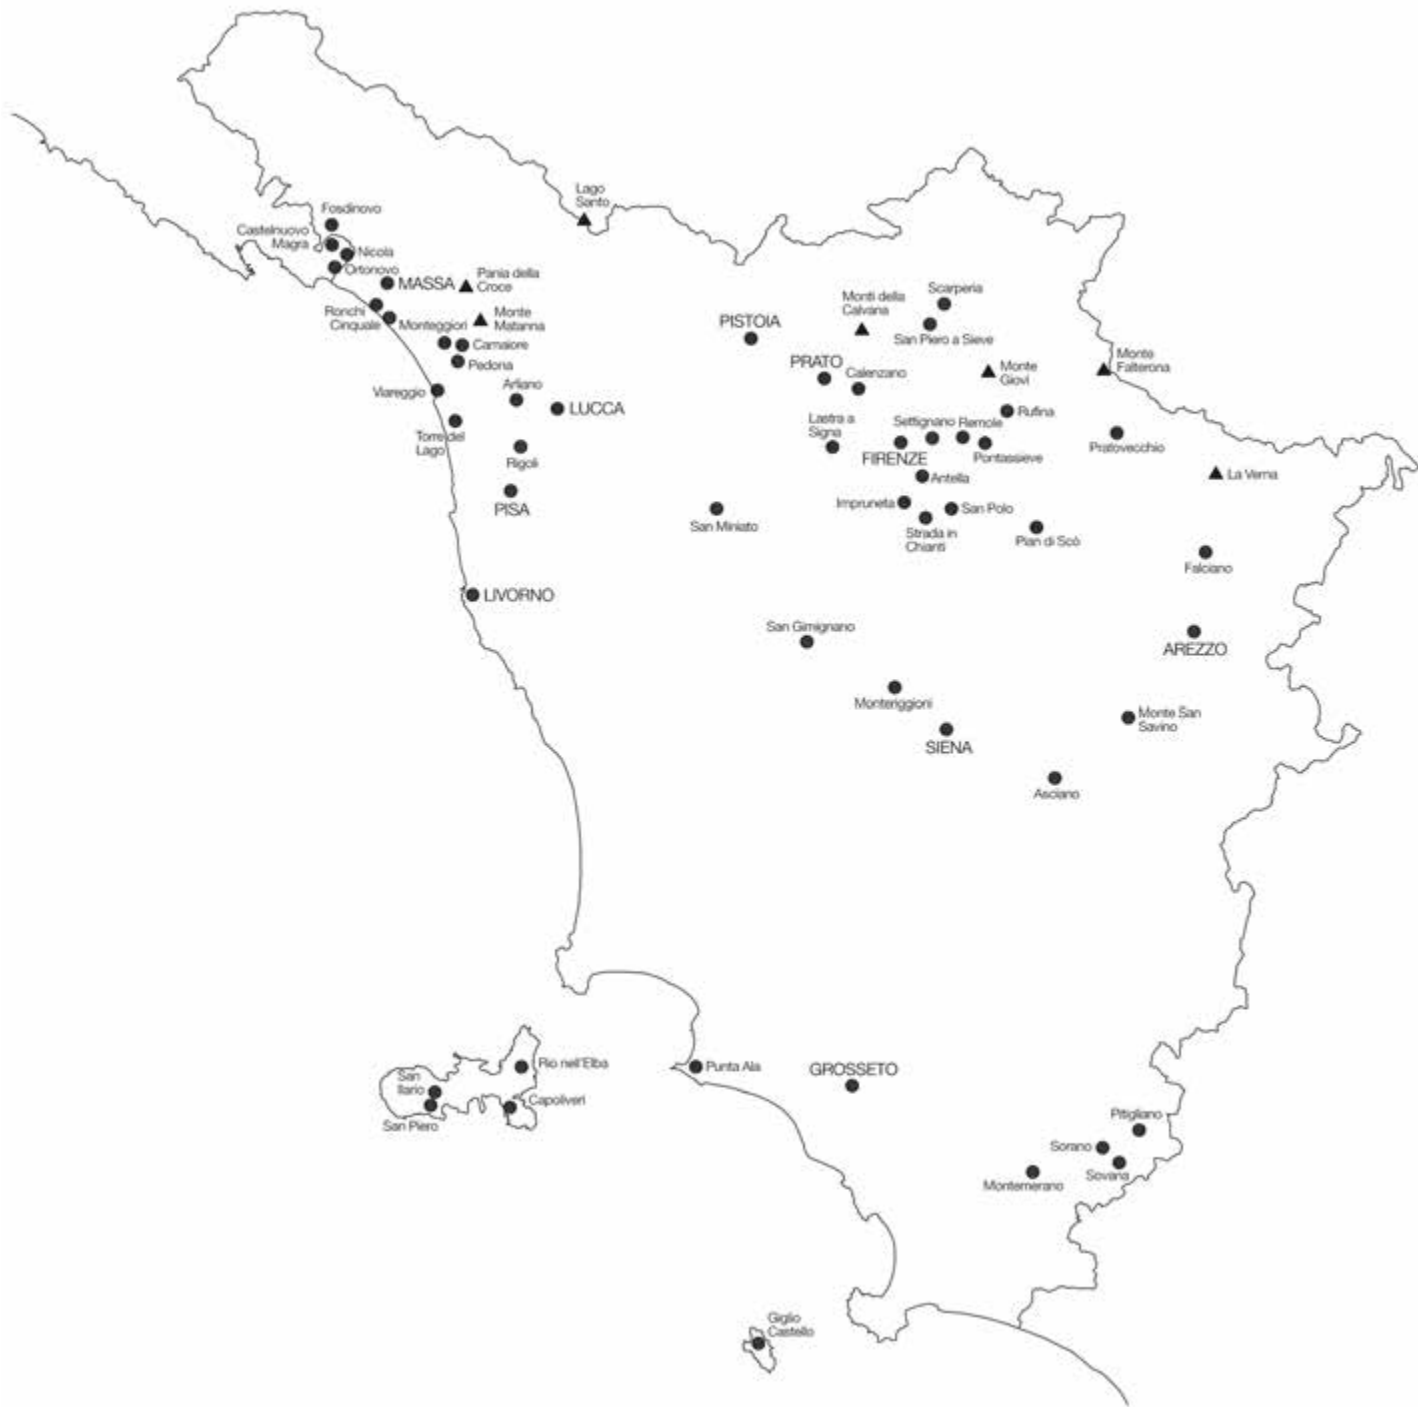 Lago
Santo
Fosdinovo
Castelnuovo
Magra
Nicola
Ortonovo
MASSA
Pania della
Croce
Ronchi
Cinquale
Monteggiori
Monte
Matanna
Camaiore
Pedona
Viareggio
Arliano
LUCCA
Torre del
Lago
Rigoli
PISA
LIVORNO
PISTOIA
PRATO
Monti della
Calvana
Calenzano
Scarperia
San Piero a Sieve
Monte
Giovi
Monte
Falterona
Rufina
Lastra a
Signa
Settignano
Remole
FIRENZE
Pontassieve
Pratovecchio
La Verna
Antella
Impruneta
San Polo
Strada in
Chianti
San Miniato
Pian di Scò
Falciano
San Gimignano
AREZZO
Monteriggioni
Monte San
Savino
SIENA
Asciano
Rio nell'Elba
San
Ilario
San Piero
Capoliveri
Punta Ala
GROSSETO
Pitigliano
Sorano
Sovana
Montemerano
Giglio
Castello